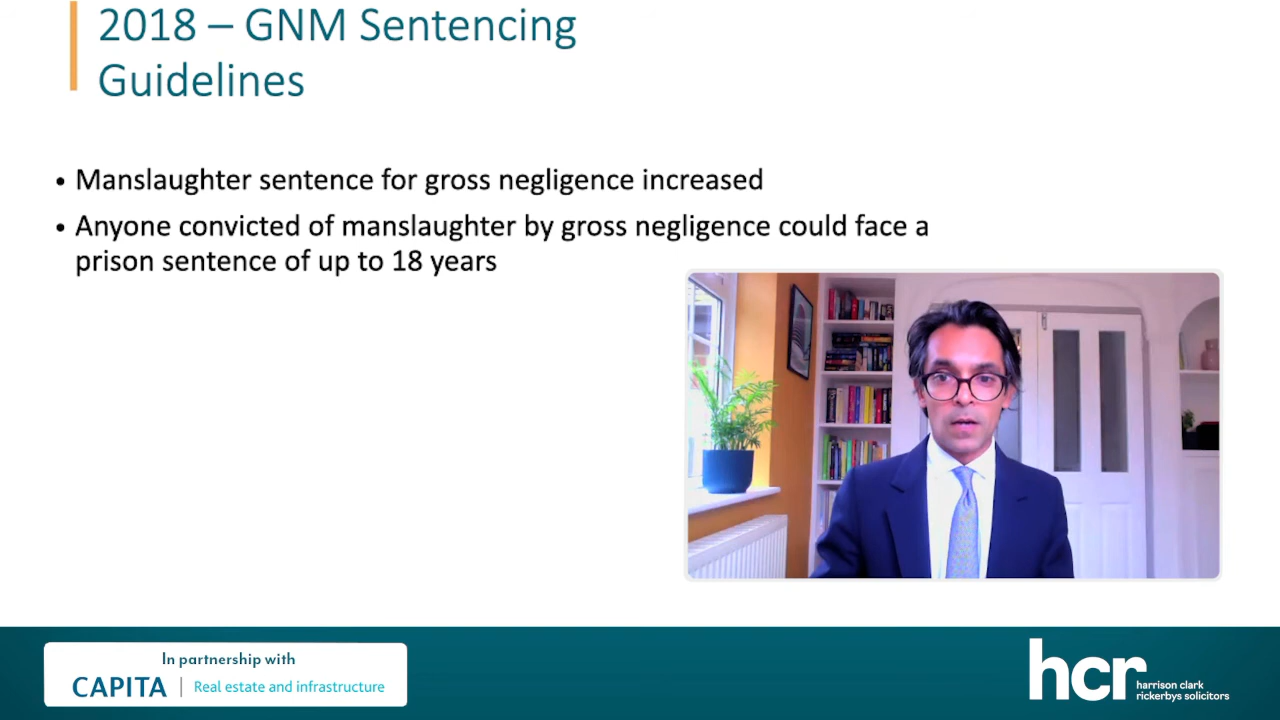 2018 – GNM Sentencing
Guidelines
• Manslaughter sentence for gross negligence increased
• Anyone convicted of manslaughter by gross negligence could face a
prison sentence of up to 18 years
In partnership with
CAPITA | Real estate and infrastructure
hcr harrison clark
rickerbys solicitors